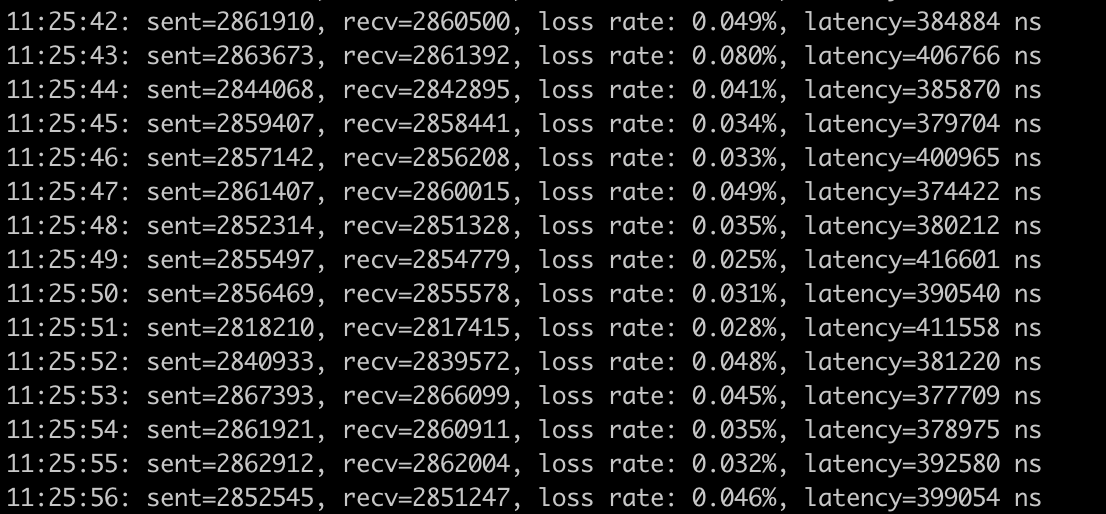 11:25:42: sent=2861910, recv=2860500, loss rate: 0.049%, latency=384884 ns
11:25:43: sent=2863673, recv=2861392, loss rate: 0.080%, latency=406766 ns
11:25:44: sent=2844068, recv=2842895, loss rate: 0.041%, latency=385870 ns
11:25:45: sent=2859407, recv=2858441, loss rate: 0.034%, latency=379704 ns
11:25:46: sent=2857142, recv=2856208, loss rate: 0.033%, latency=400965 ns
11:25:47: sent=2861407, recv=2860015, loss rate: 0.049%, latency=374422 ns
11:25:48: sent=2852314, recv=2851328, loss rate: 0.035%, latency=380212 ns
11:25:49: sent=2855497, recv=2854779, loss rate: 0.025%, latency=416601 ns
11:25:50: sent=2856469, recv=2855578, loss rate: 0.031%, latency=390540 ns
11:25:51: sent=2818210, recv=2817415, loss rate: 0.028%, latency=411558 ns
11:25:52: sent=2840933, recv=2839572, loss rate: 0.048%, latency=381220 ns
11:25:53: sent=2867393, recv=2866099, loss rate: 0.045%, latency=377709 ns
11:25:54: sent=2861921, recv=2860911, loss rate: 0.035%, latency=378975 ns
11:25:55: sent=2862912, recv=2862004, loss rate: 0.032%, latency=392580 ns
11:25:56: sent=2852545, recv=2851247, loss rate: 0.046%, latency=399054 ns